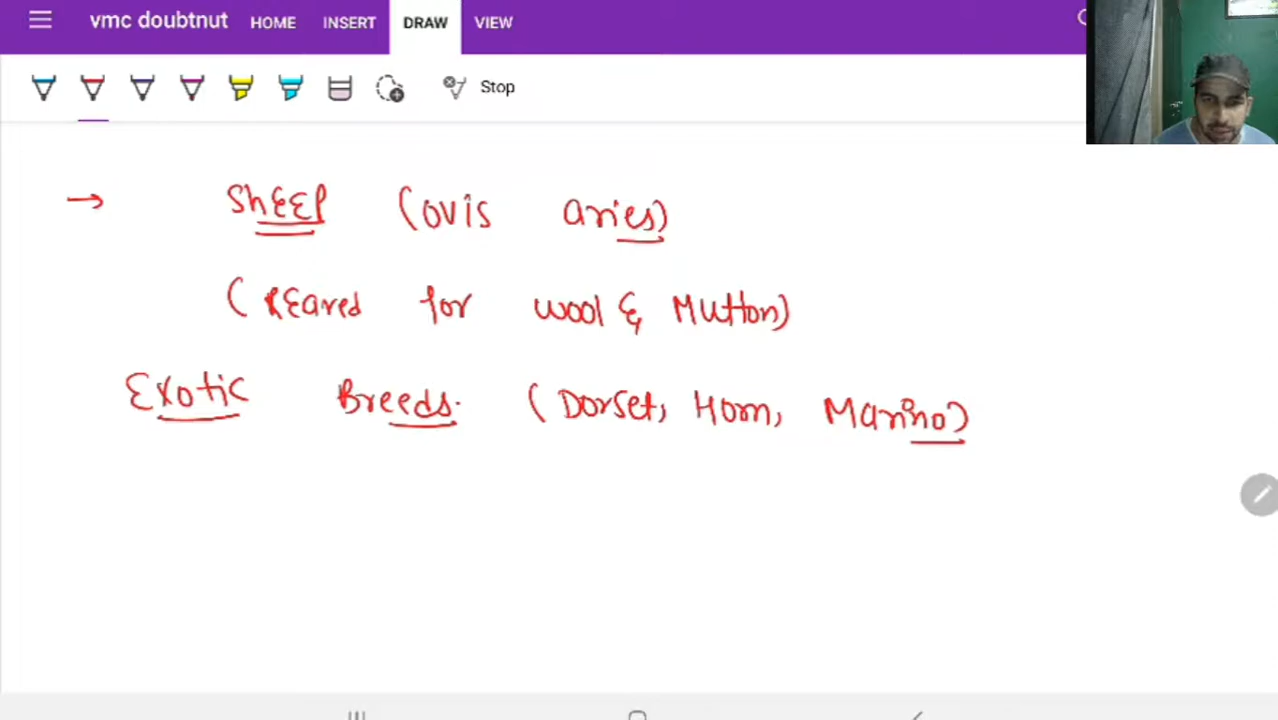 vmc doubtnut HOME INSERT DRAW VIEW
Stop
→ Sheep (ovis aries)
(Reared for wool & Mutton)
Exotic Breeds. (Dorset, Horn, Marino)